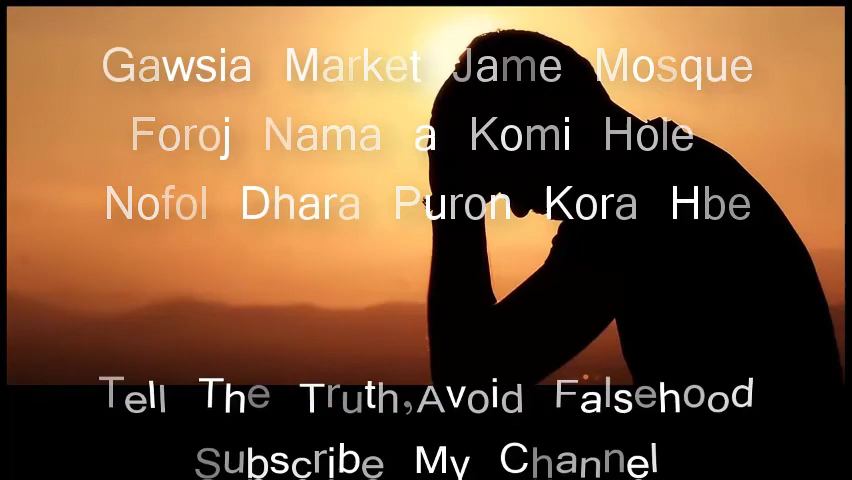 Gawsia Market Jame Mosque
Foroj Nama a Komi Hole
Nofol Dhara Puron Kora Hbe
Tell The Truth,Avoid Falsehood
Subscribe My Channel